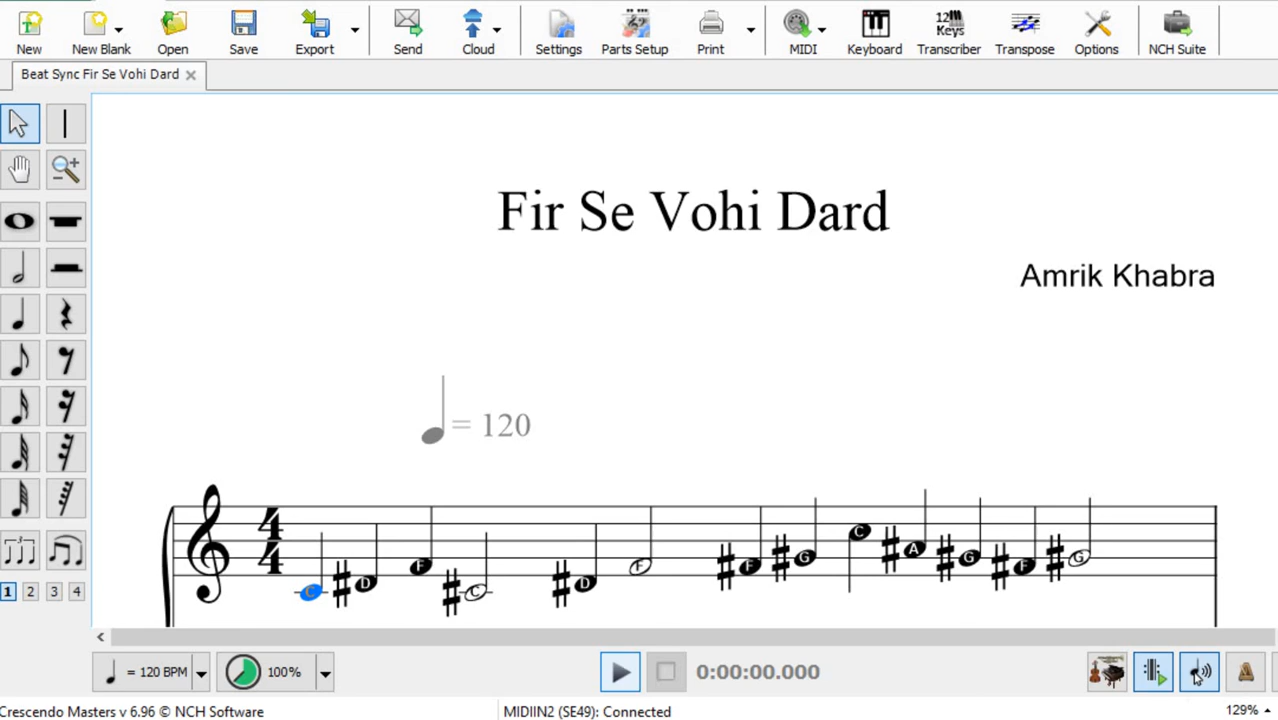 New New Blank Open Save Export Send Cloud Settings Parts Setup Print MIDI Keyboard 12 Keys Transcriber Transpose Options NCH Suite
Beat Sync Fir Se Vohi Dard
Fir Se Vohi Dard
Amrik Khabra
= 120
4 4
C D F C D F F G C A G F G
1 2 3 4
= 120 BPM 100% 0:00:00.000
Crescendo Masters v 6.96 © NCH Software MIDIIN2 (SE49): Connected 129%